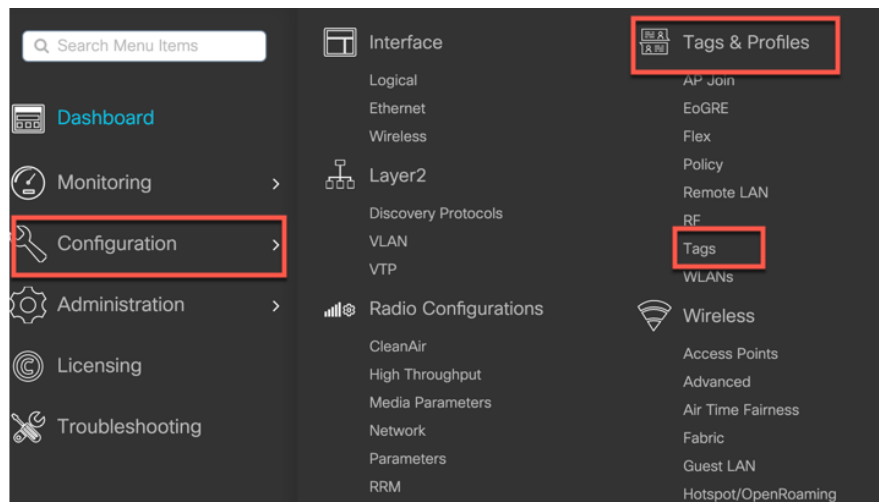 Search Menu Items
Dashboard
Monitoring
Configuration
Administration
Licensing
Troubleshooting
Interface
Logical
Ethernet
Wireless
Layer2
Discovery Protocols
VLAN
VTP
Radio Configurations
CleanAir
High Throughput
Media Parameters
Network
Parameters
RRM
Tags & Profiles
AP Join
EoGRE
Flex
Policy
Remote LAN
RF
Tags
WLANs
Wireless
Access Points
Advanced
Air Time Fairness
Fabric
Guest LAN
Hotspot/OpenRoaming